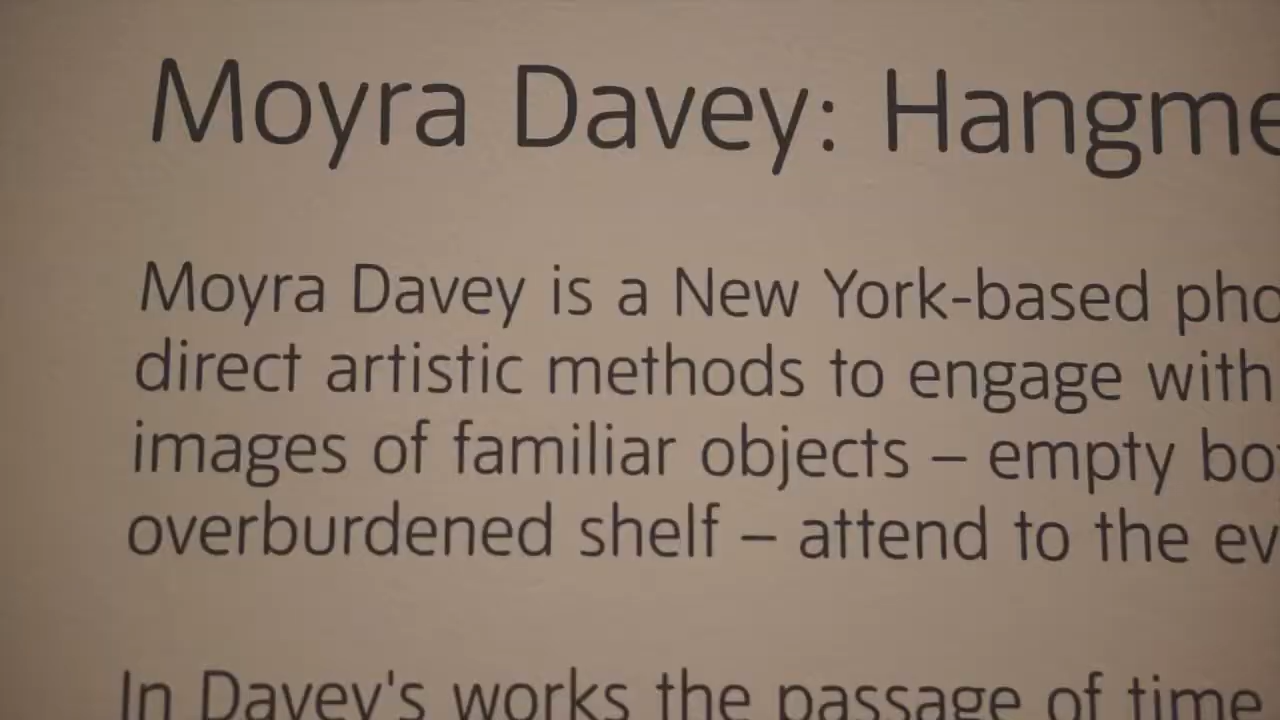 Moyra Davey: Hangme
Moyra Davey is a New York-based pho
direct artistic methods to engage with
images of familiar objects – empty bo
overburdened shelf – attend to the ev
In Davey's works the passage of time